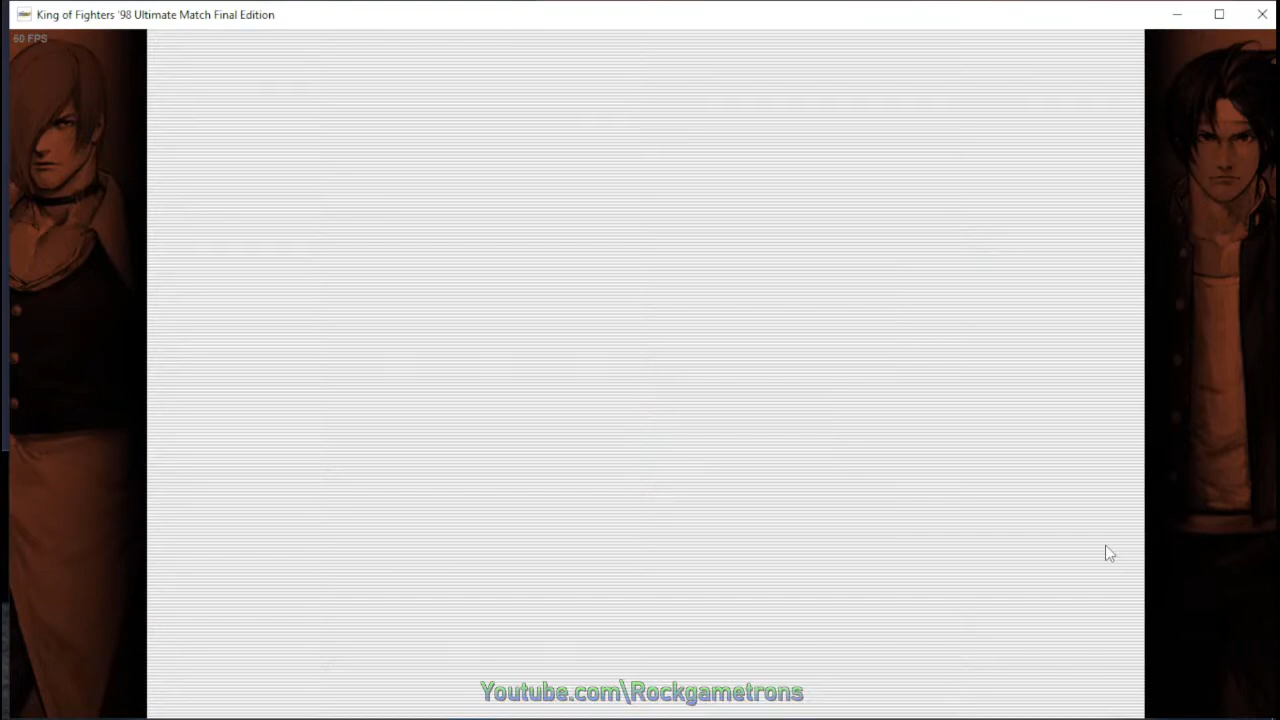 King of Fighters '98 Ultimate Match Final Edition
60 FPS
Youtube.com\Rockgametrons